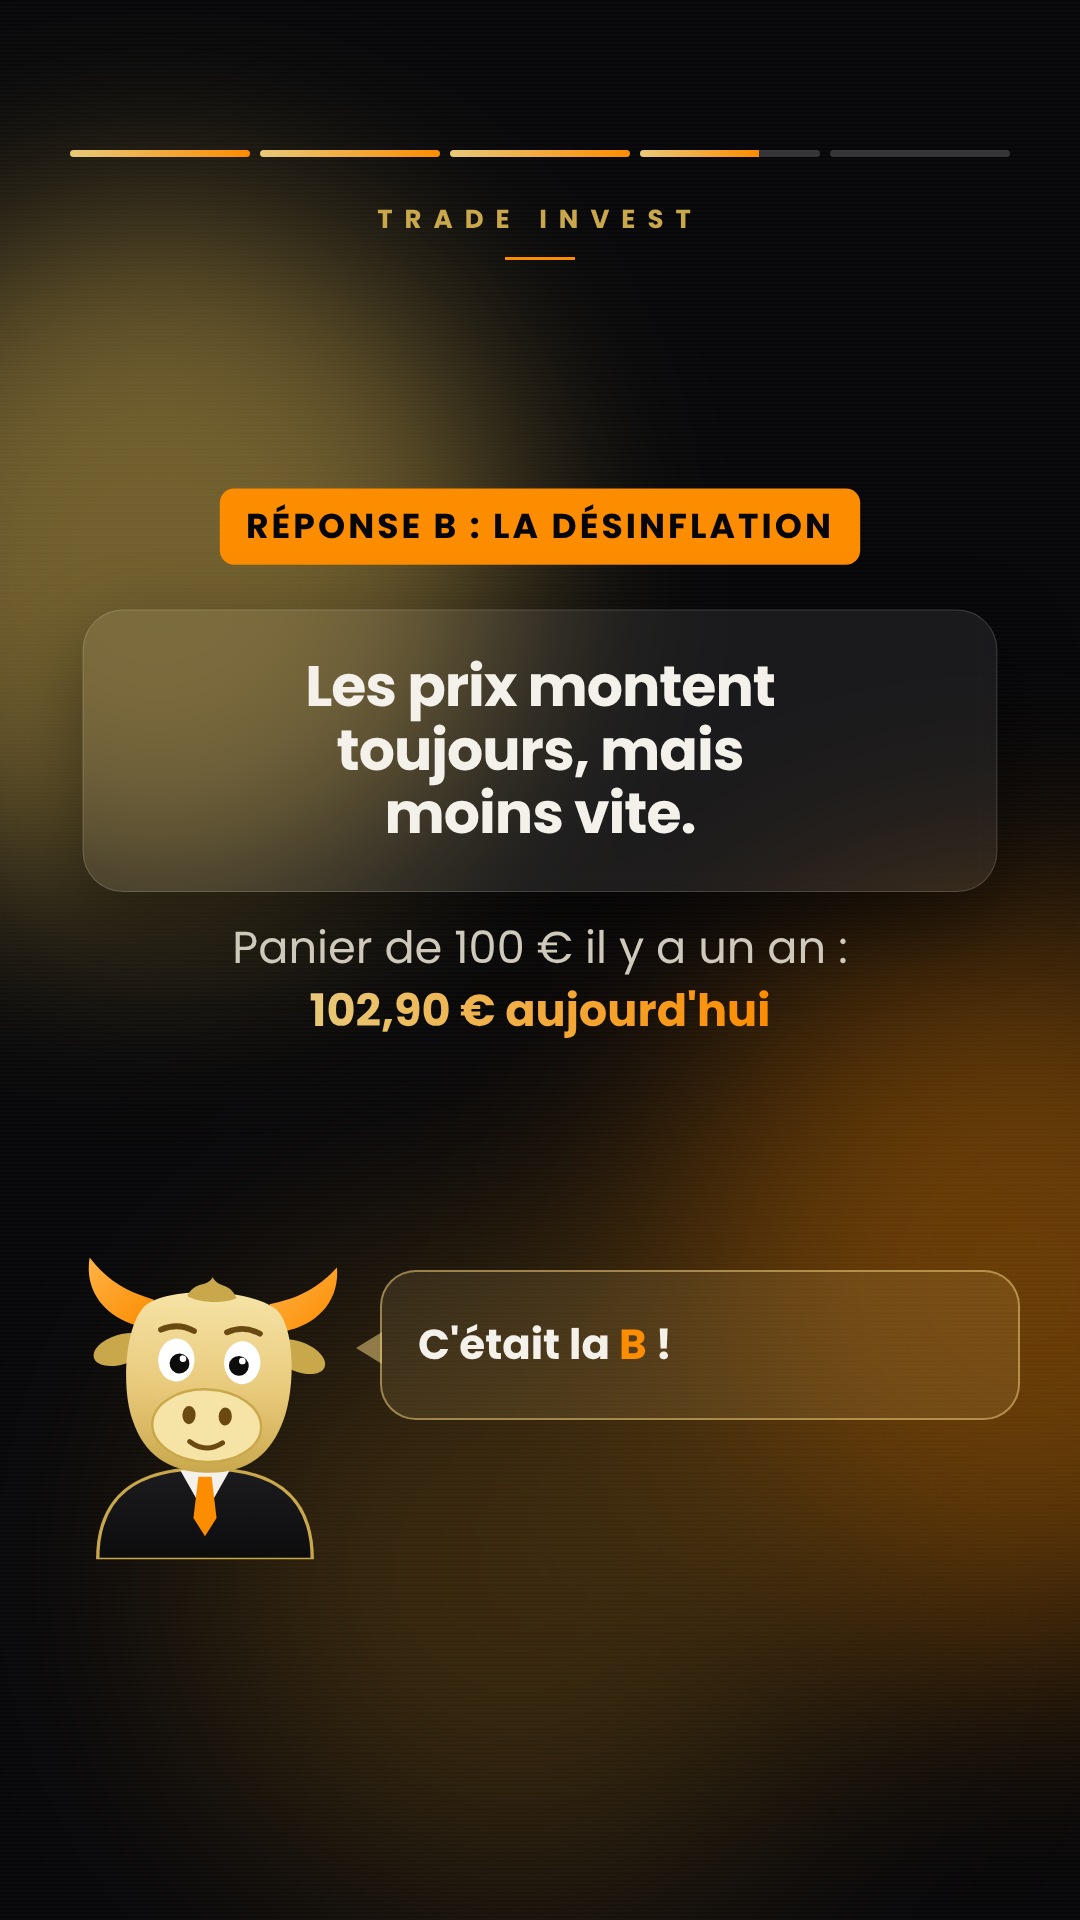 TRADE INVEST
RÉPONSE B : LA DÉSINFLATION
Les prix montent
toujours, mais
moins vite.
Panier de 100 € il y a un an :
102,90 € aujourd'hui
C'était la B !